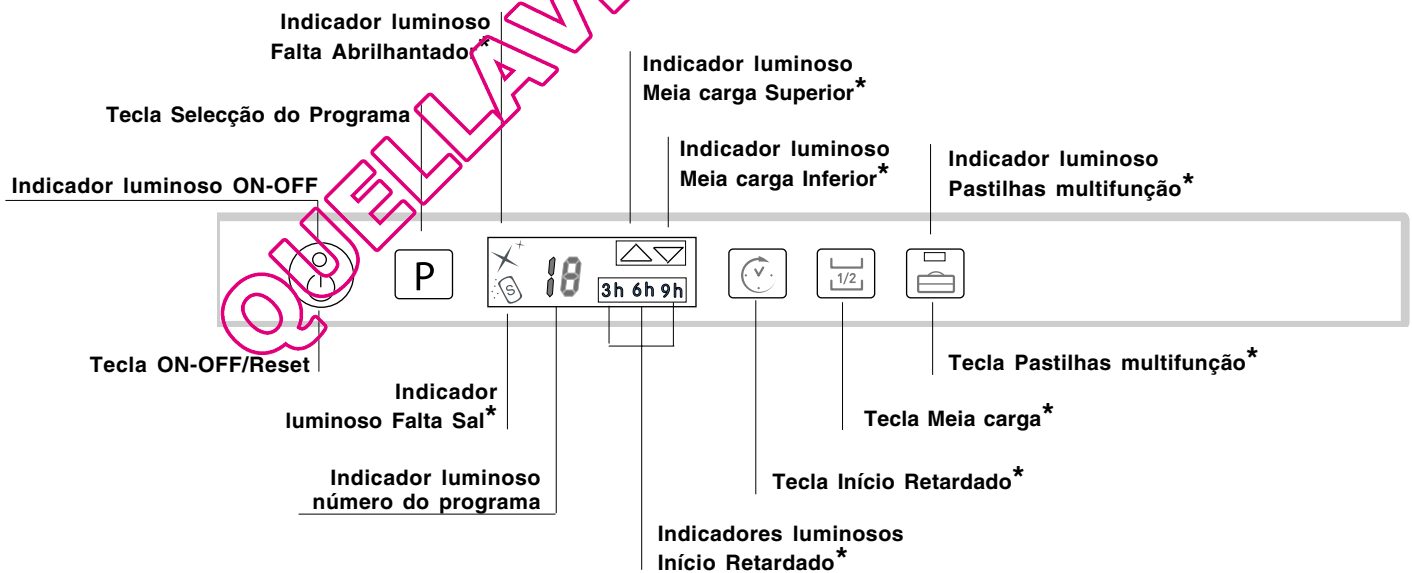 Indicador luminoso
Falta Abrilhantador*
Tecla Selecção do Programa
Indicador luminoso ON-OFF
Indicador luminoso
Meia carga Superior*
Indicador luminoso
Meia carga Inferior*
Indicador luminoso
Pastilhas multifunção*
P
S
18
3h 6h 9h
1/2
Tecla ON-OFF/Reset
Indicador
luminoso Falta Sal*
Indicador luminoso
número do programa
Tecla Pastilhas multifunção*
Tecla Meia carga*
Tecla Início Retardado*
Indicadores luminosos
Início Retardado*